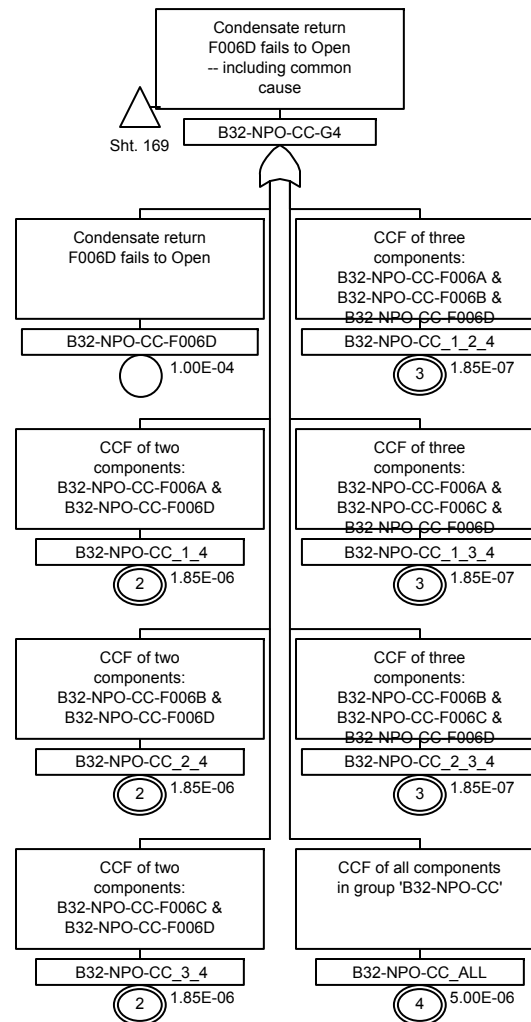 Condensate return
F006D fails to Open
-- including common
cause
Sht. 169
B32-NPO-CC-G4
Condensate return
F006D fails to Open
B32-NPO-CC-F006D
1.00E-04
CCF of three
components:
B32-NPO-CC-F006A &
B32-NPO-CC-F006B &
B32-NPO-CC-F006D
B32-NPO-CC_1_2_4
3
1.85E-07
CCF of two
components:
B32-NPO-CC-F006A &
B32-NPO-CC-F006D
B32-NPO-CC_1_4
2
1.85E-06
CCF of three
components:
B32-NPO-CC-F006A &
B32-NPO-CC-F006C &
B32-NPO-CC-F006D
B32-NPO-CC_1_3_4
3
1.85E-07
CCF of two
components:
B32-NPO-CC-F006B &
B32-NPO-CC-F006D
B32-NPO-CC_2_4
2
1.85E-06
CCF of three
components:
B32-NPO-CC-F006B &
B32-NPO-CC-F006C &
B32-NPO-CC-F006D
B32-NPO-CC_2_3_4
3
1.85E-07
CCF of two
components:
B32-NPO-CC-F006C &
B32-NPO-CC-F006D
B32-NPO-CC_3_4
2
1.85E-06
CCF of all components
in group 'B32-NPO-CC'
B32-NPO-CC_ALL
4
5.00E-06